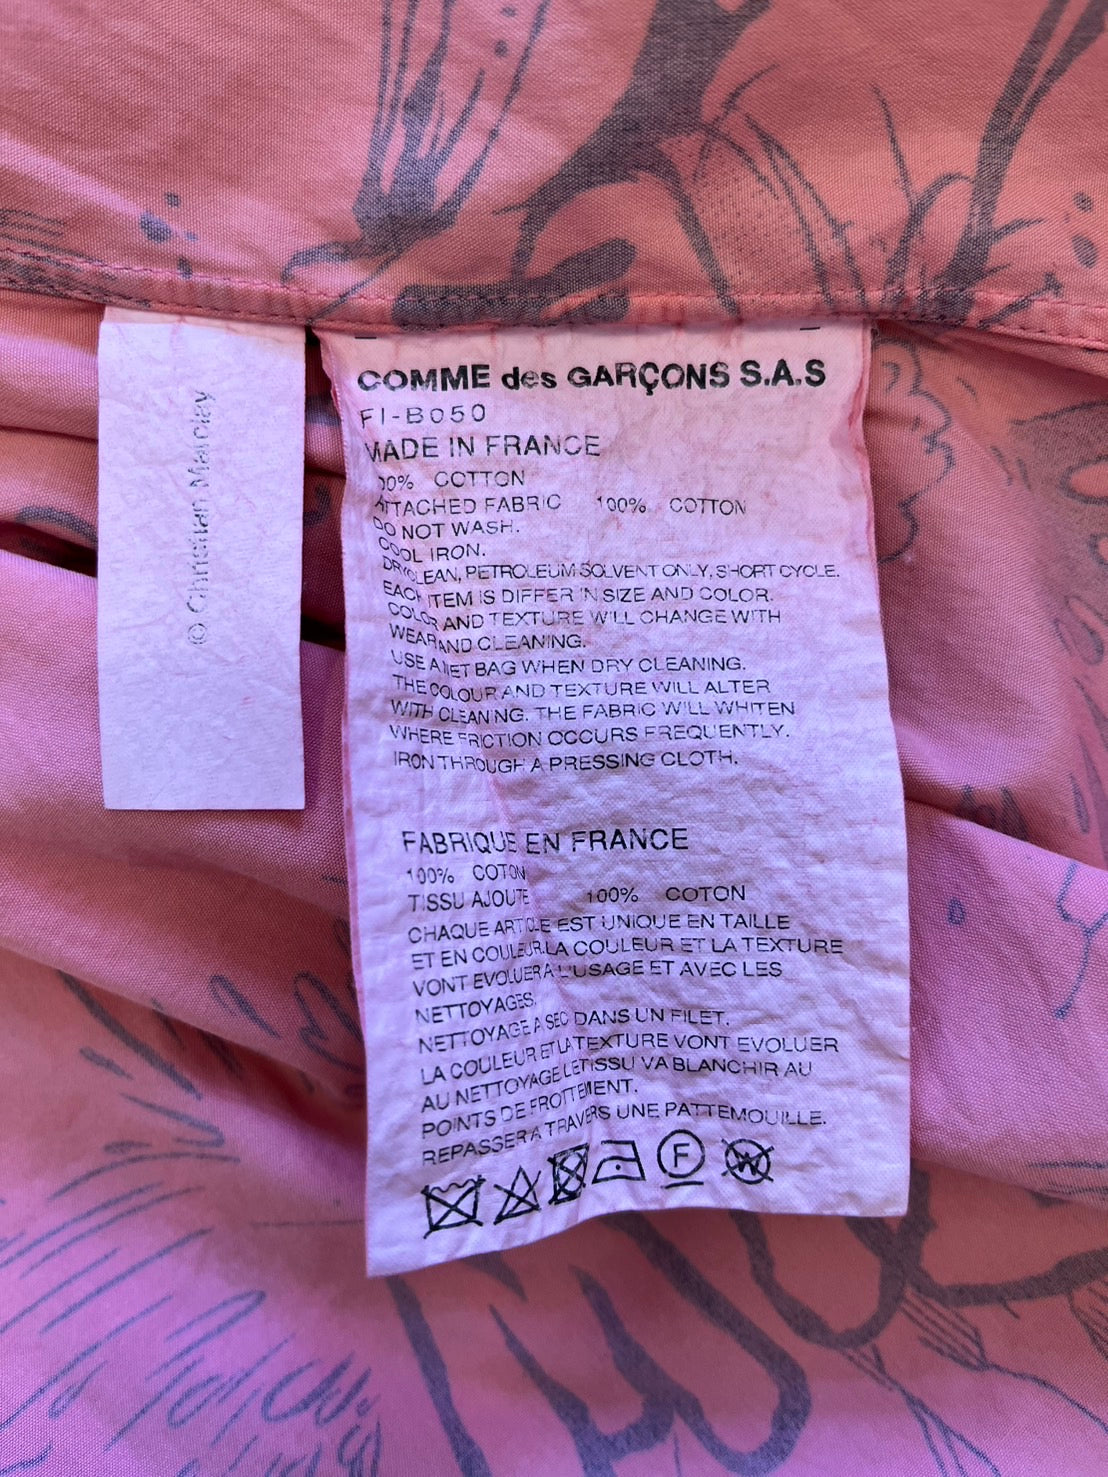 © Christian Marclay
COMME des GARÇONS S.A.S
FI-B050
MADE IN FRANCE
00% COTTON
ATTACHED FABRIC 100% COTTON
DO NOT WASH.
COOL IRON.
DRYCLEAN, PETROLEUM SOLVENT ONLY, SHORT CYCLE.
EACH ITEM IS DIFFER IN SIZE AND COLOR.
COLOR AND TEXTURE WILL CHANGE WITH
WEAR AND CLEANING.
USE A NET BAG WHEN DRY CLEANING.
THE COLOUR AND TEXTURE WILL ALTER
WITH CLEANING. THE FABRIC WILL WHITEN
WHERE FRICTION OCCURS FREQUENTLY.
IRON THROUGH A PRESSING CLOTH.
FABRIQUE EN FRANCE
100% COTON
TISSU AJOUTE 100% COTON
CHAQUE ARTICLE EST UNIQUE EN TAILLE
ET EN COULEUR.LA COULEUR ET LA TEXTURE
VONT EVOLUER A L'USAGE ET AVEC LES
NETTOYAGES.
NETTOYAGE A SEC DANS UN FILET.
LA COULEUR ET LA TEXTURE VONT EVOLUER
AU NETTOYAGE LE TISSU VA BLANCHIR AU
POINTS DE FROTTEMENT.
REPASSER A TRAVERS UNE PATTEMOUILLE.
F W